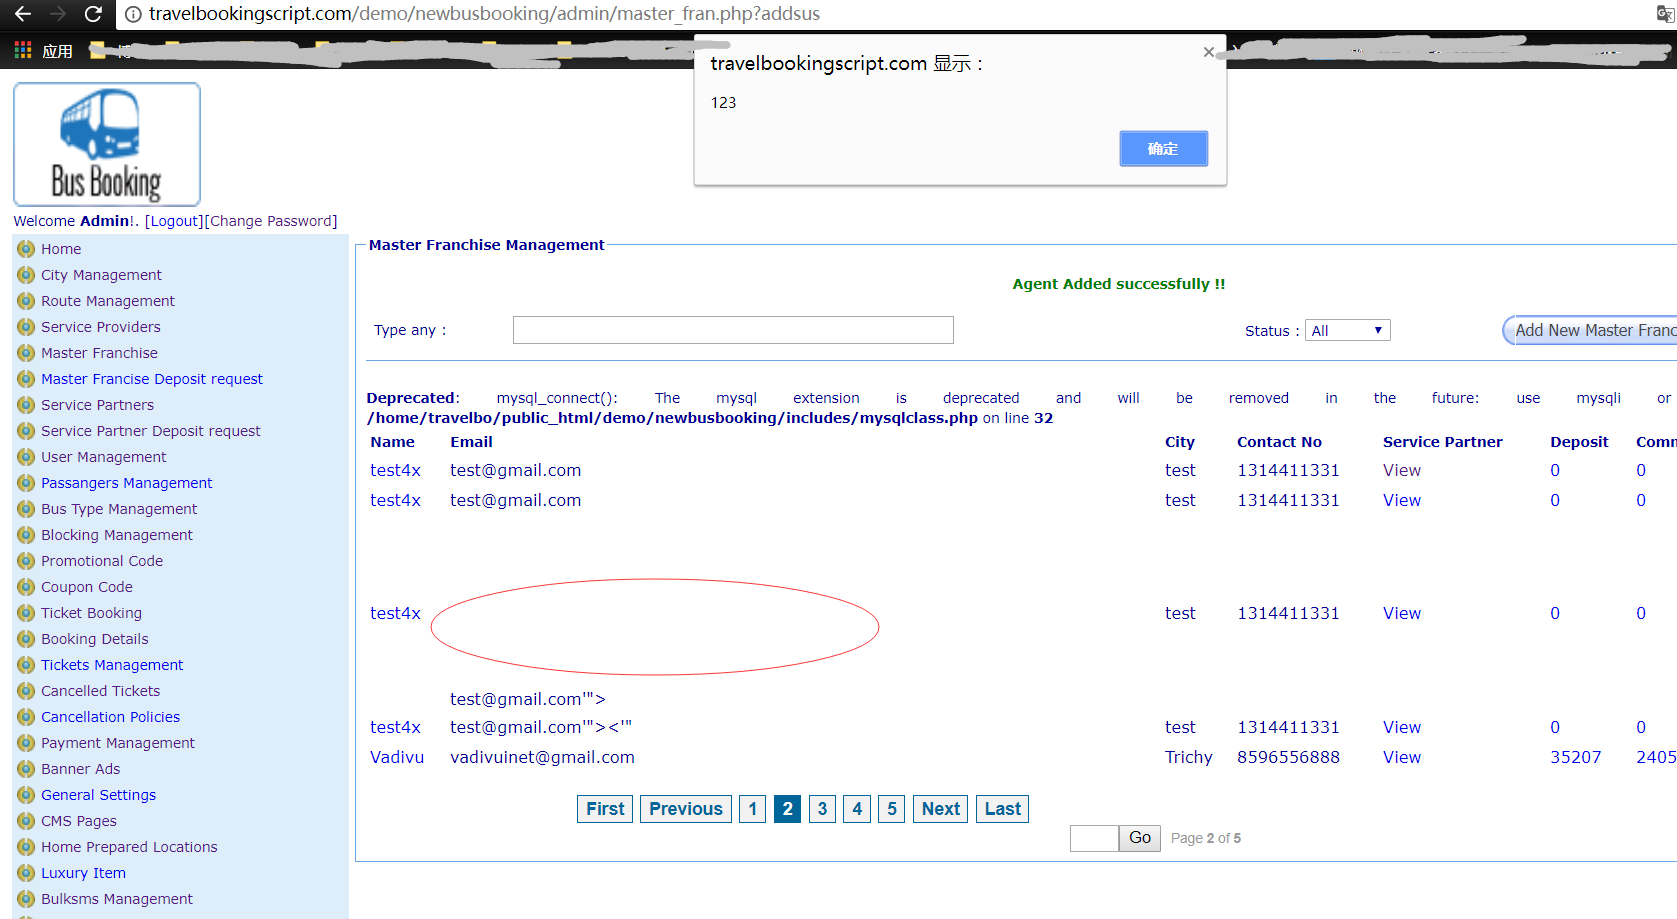 travelbookingscript.com/demo/newbusbooking/admin/master_fran.php?addsus
应用
travelbookingscript.com 显示：
123
确定
Bus Booking
Welcome Admin!. [Logout][Change Password]
Home
City Management
Route Management
Service Providers
Master Franchise
Master Francise Deposit request
Service Partners
Service Partner Deposit request
User Management
Passangers Management
Bus Type Management
Blocking Management
Promotional Code
Coupon Code
Ticket Booking
Booking Details
Tickets Management
Cancelled Tickets
Cancellation Policies
Payment Management
Banner Ads
General Settings
CMS Pages
Home Prepared Locations
Luxury Item
Bulksms Management
Master Franchise Management
Agent Added successfully !!
Type any : Status : All Add New Master Franc
Deprecated: mysql_connect(): The mysql extension is deprecated and will be removed in the future: use mysqli or
/home/travelbo/public_html/demo/newbusbooking/includes/mysqlclass.php on line 32
Name Email City Contact No Service Partner Deposit Comm
test4x test@gmail.com test 1314411331 View 0 0
test4x test@gmail.com test 1314411331 View 0 0
test4x test 1314411331 View 0 0
test@gmail.com'">
test4x test@gmail.com'"><'" test 1314411331 View 0 0
Vadivu vadivuinet@gmail.com Trichy 8596556888 View 35207 2405
First Previous 1 2 3 4 5 Next Last
Go Page 2 of 5